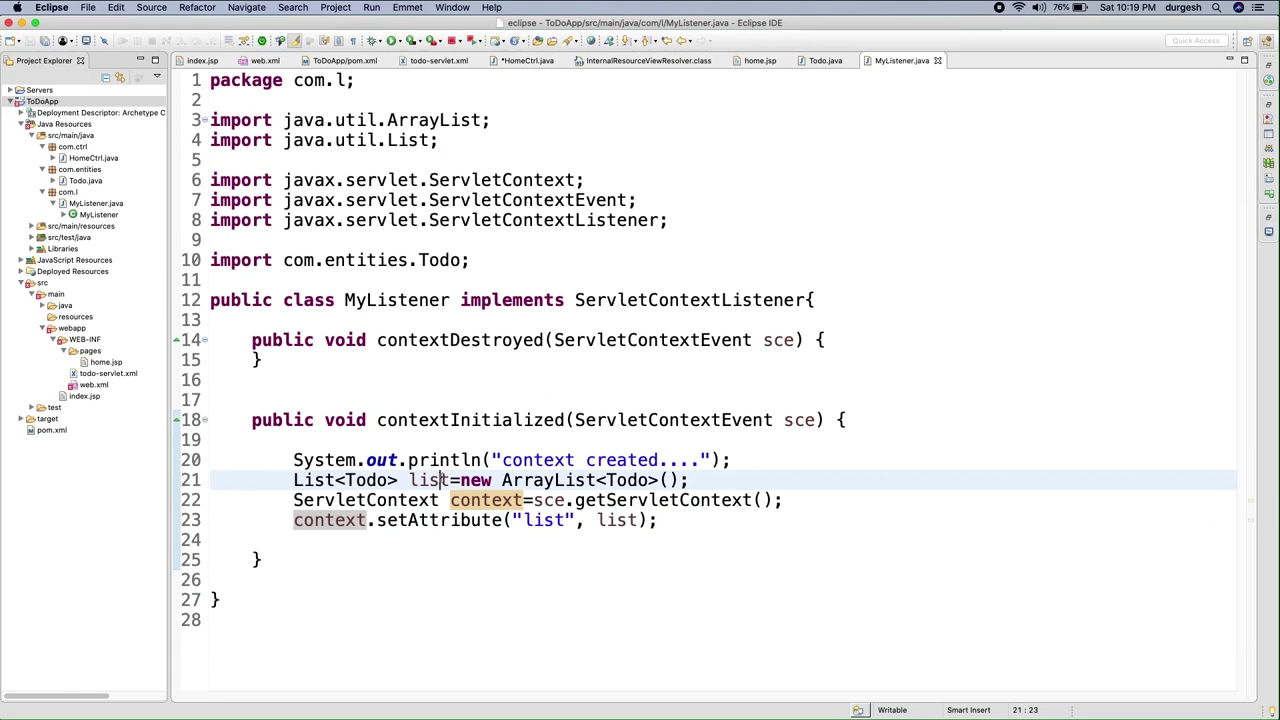 Eclipse File Edit Source Refactor Navigate Search Project Run Emmet Window Help 76% Sat 10:19 PM durgesh
eclipse - ToDoApp/src/main/java/com/l/MyListener.java - Eclipse IDE
Quick Access
Project Explorer
index.jsp web.xml ToDoApp/pom.xml todo-servlet.xml *HomeCtrl.java InternalResourceViewResolver.class home.jsp Todo.java MyListener.java
Servers
ToDoApp
Deployment Descriptor: Archetype C
Java Resources
src/main/java
com.ctrl
HomeCtrl.java
com.entities
Todo.java
com.l
MyListener.java
MyListener
src/main/resources
src/test/java
Libraries
JavaScript Resources
Deployed Resources
src
main
java
resources
webapp
WEB-INF
pages
home.jsp
todo-servlet.xml
web.xml
index.jsp
test
target
pom.xml
1 package com.l;
2
3 import java.util.ArrayList;
4 import java.util.List;
5
6 import javax.servlet.ServletContext;
7 import javax.servlet.ServletContextEvent;
8 import javax.servlet.ServletContextListener;
9
10 import com.entities.Todo;
11
12 public class MyListener implements ServletContextListener{
13
14 public void contextDestroyed(ServletContextEvent sce) {
15 }
16
17
18 public void contextInitialized(ServletContextEvent sce) {
19
20 System.out.println("context created....");
21 List<Todo> list=new ArrayList<Todo>();
22 ServletContext context=sce.getServletContext();
23 context.setAttribute("list", list);
24
25 }
26
27 }
28
Writable Smart Insert 21 : 23